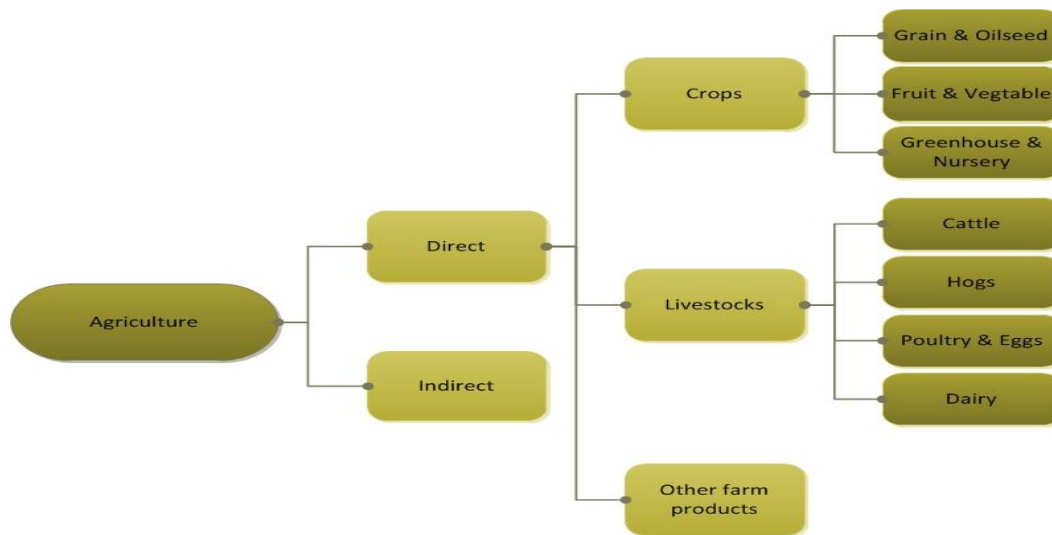 Agriculture
Direct
Indirect
Crops
Livestocks
Other farm
products
Grain & Oilseed
Fruit & Vegtable
Greenhouse &
Nursery
Cattle
Hogs
Poultry & Eggs
Dairy